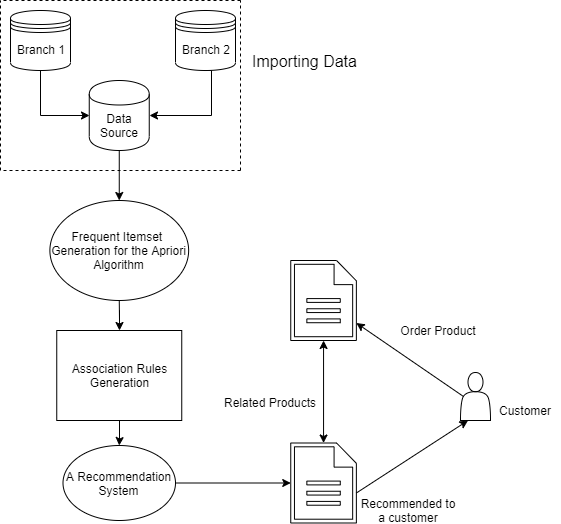 Branch 1
Branch 2
Importing Data
Data
Source
Frequent Itemset
Generation for the Apriori
Algorithm
Order Product
Association Rules
Generation
Related Products
Customer
A Recommendation
System
Recommended to
a customer